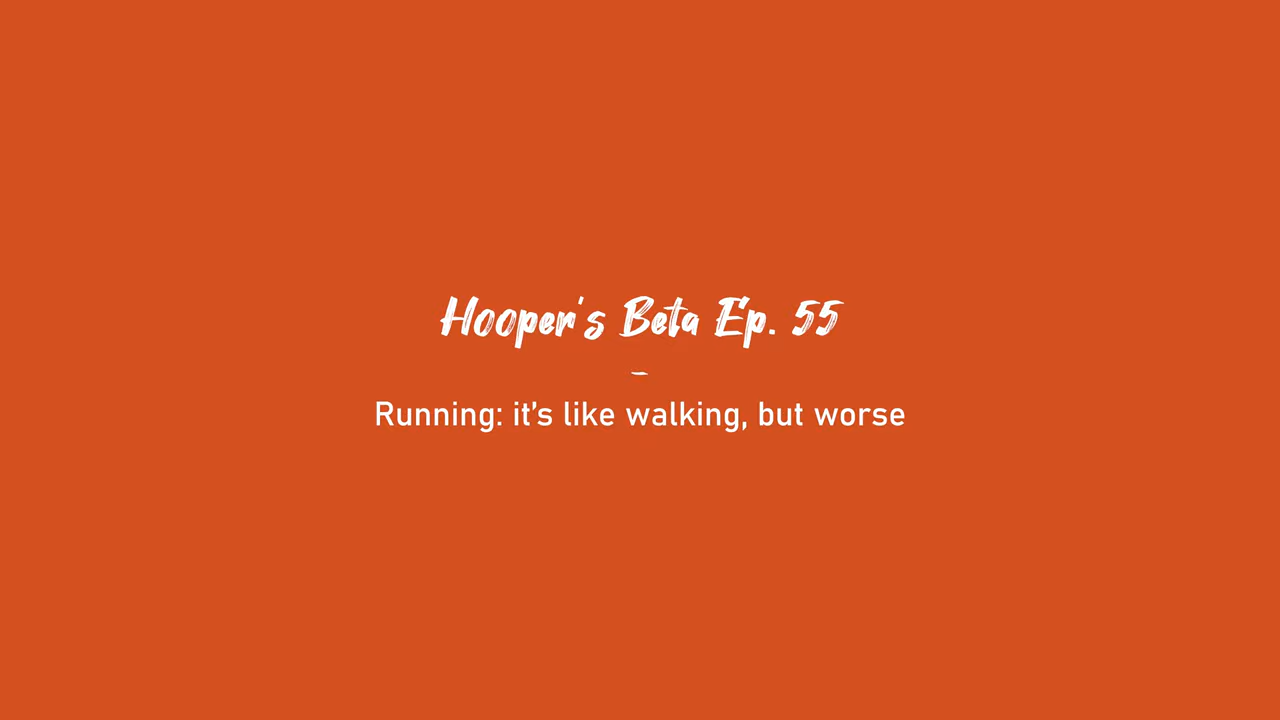 Hooper's Beta Ep. 55
–
Running: it's like walking, but worse